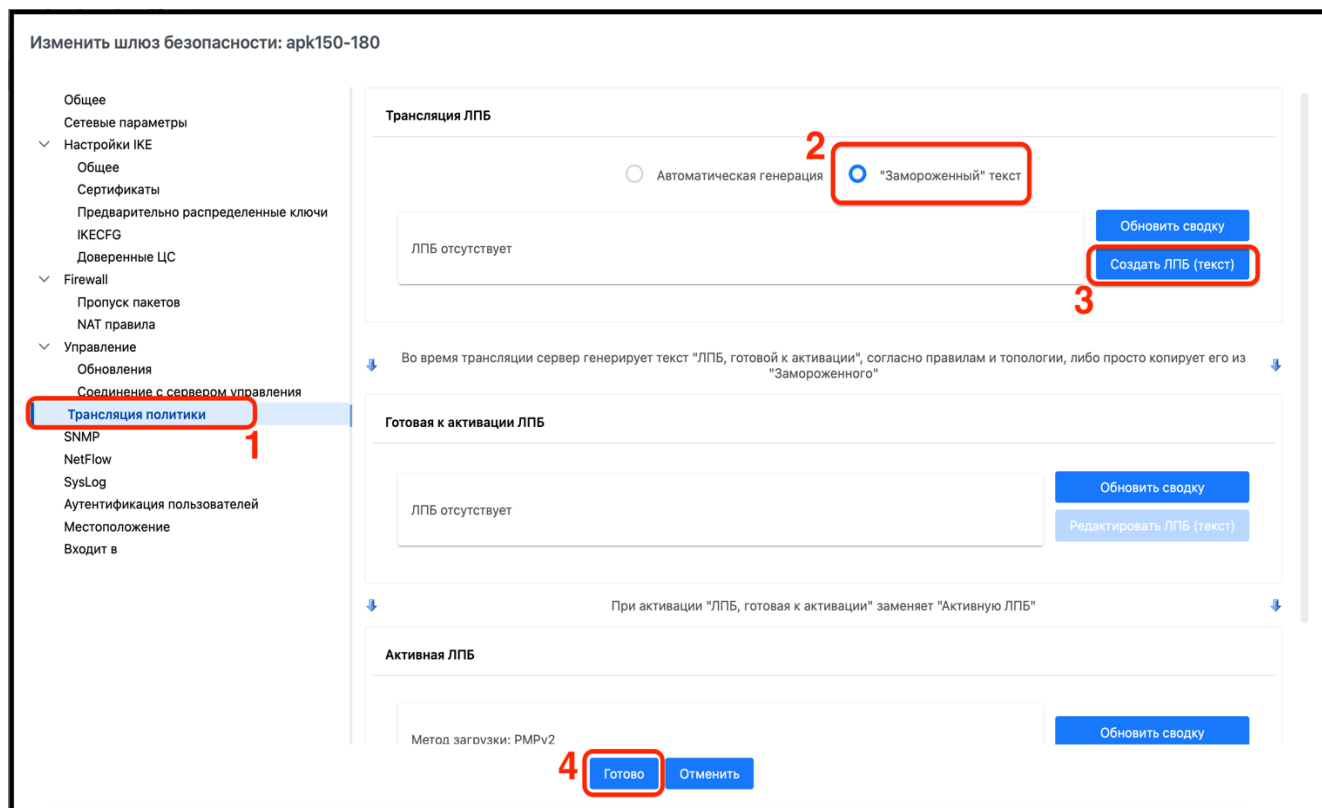 Изменить шлюз безопасности: apk150-180
Общее
Сетевые параметры
Настройки IKE
Общее
Сертификаты
Предварительно распределенные ключи
IKECFG
Доверенные ЦС
Firewall
Пропуск пакетов
NAT правила
Управление
Обновления
Соединение с сервером управления
Трансляция политики
1
SNMP
NetFlow
SysLog
Аутентификация пользователей
Местоположение
Входит в
Трансляция ЛПБ
2
Автоматическая генерация
"Замороженный" текст
ЛПБ отсутствует
Обновить сводку
Создать ЛПБ (текст)
3
Во время трансляции сервер генерирует текст "ЛПБ, готовой к активации", согласно правилам и топологии, либо просто копирует его из
"Замороженного"
Готовая к активации ЛПБ
ЛПБ отсутствует
Обновить сводку
Редактировать ЛПБ (текст)
При активации "ЛПБ, готовая к активации" заменяет "Активную ЛПБ"
Активная ЛПБ
Метод загрузки: PMPv2
Обновить сводку
4
Готово
Отменить